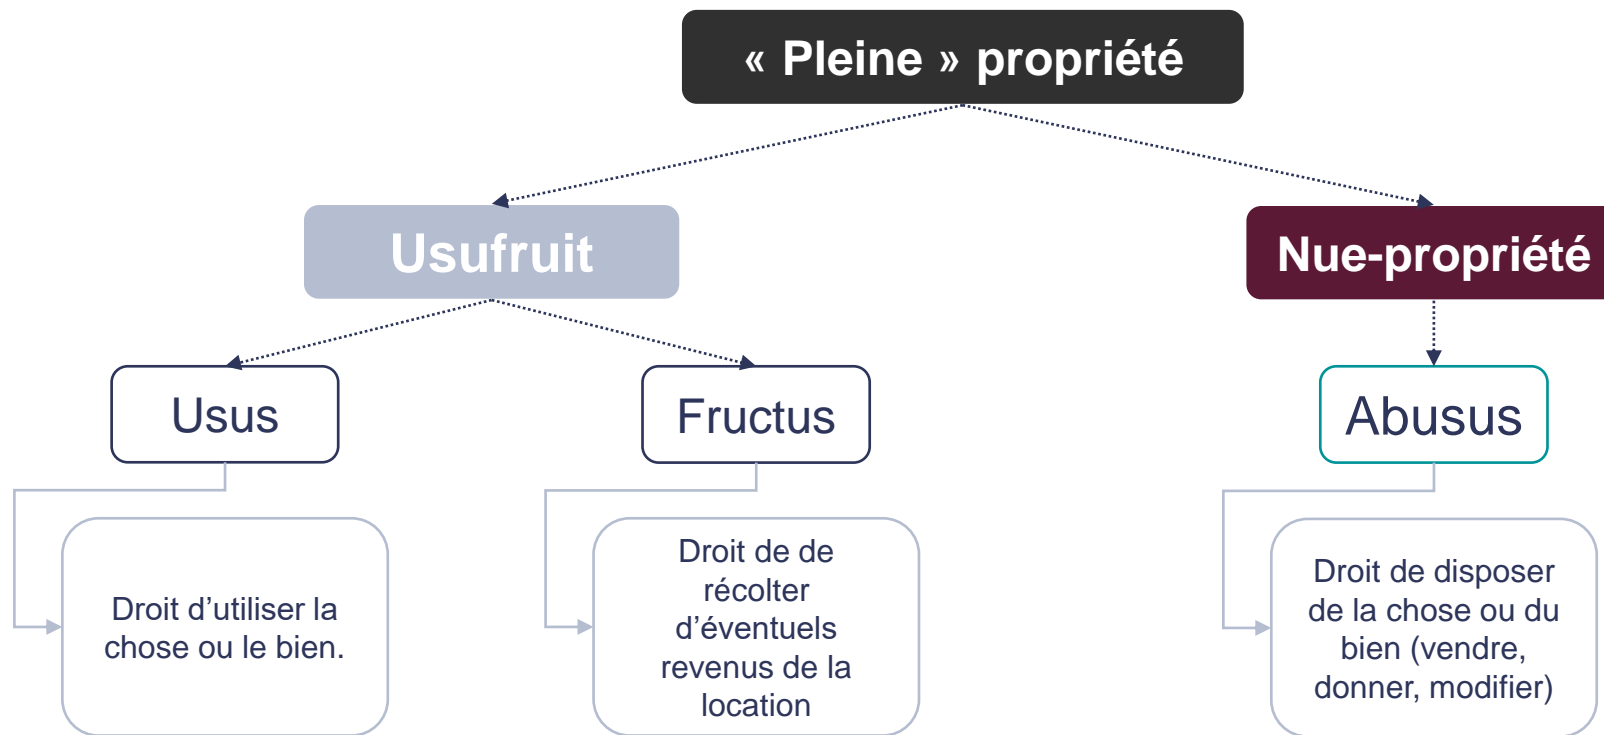 « Pleine » propriété
Usufruit
Nue-propriété
Usus
Fructus
Abusus
Droit d’utiliser la
chose ou le bien.
Droit de de
récolter
d’éventuels
revenus de la
location
Droit de disposer
de la chose ou du
bien (vendre,
donner, modifier)